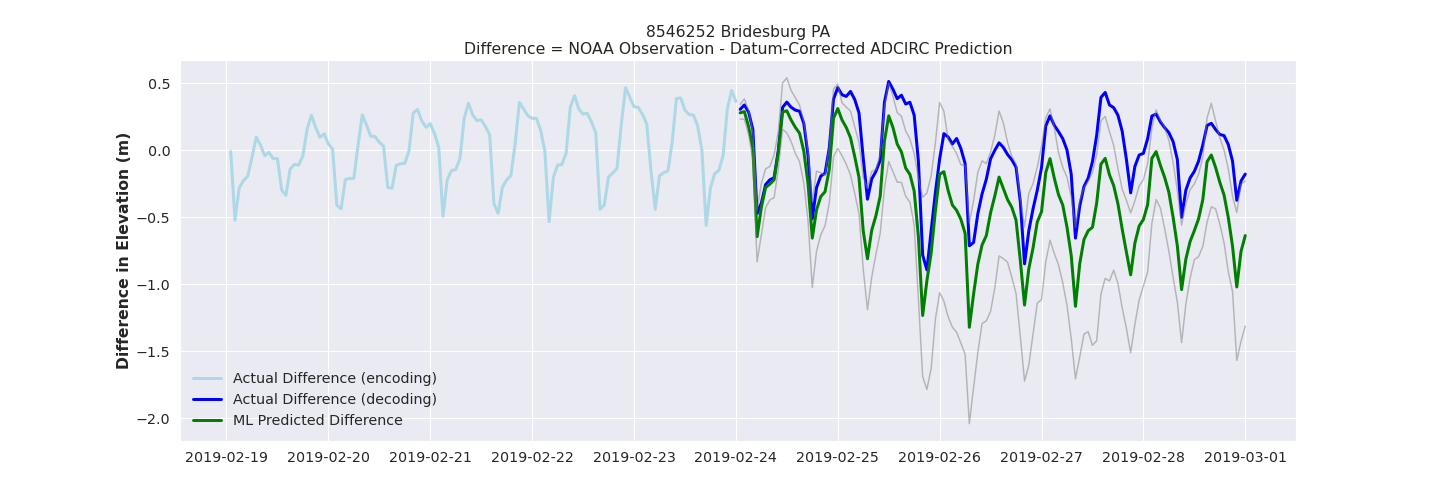 8546252 Bridesburg PA
Difference = NOAA Observation - Datum-Corrected ADCIRC Prediction
Difference in Elevation (m)
0.5
0.0
−0.5
−1.0
−1.5
−2.0
Actual Difference (encoding)
Actual Difference (decoding)
ML Predicted Difference
2019-02-19 2019-02-20 2019-02-21 2019-02-22 2019-02-23 2019-02-24 2019-02-25 2019-02-26 2019-02-27 2019-02-28 2019-03-01